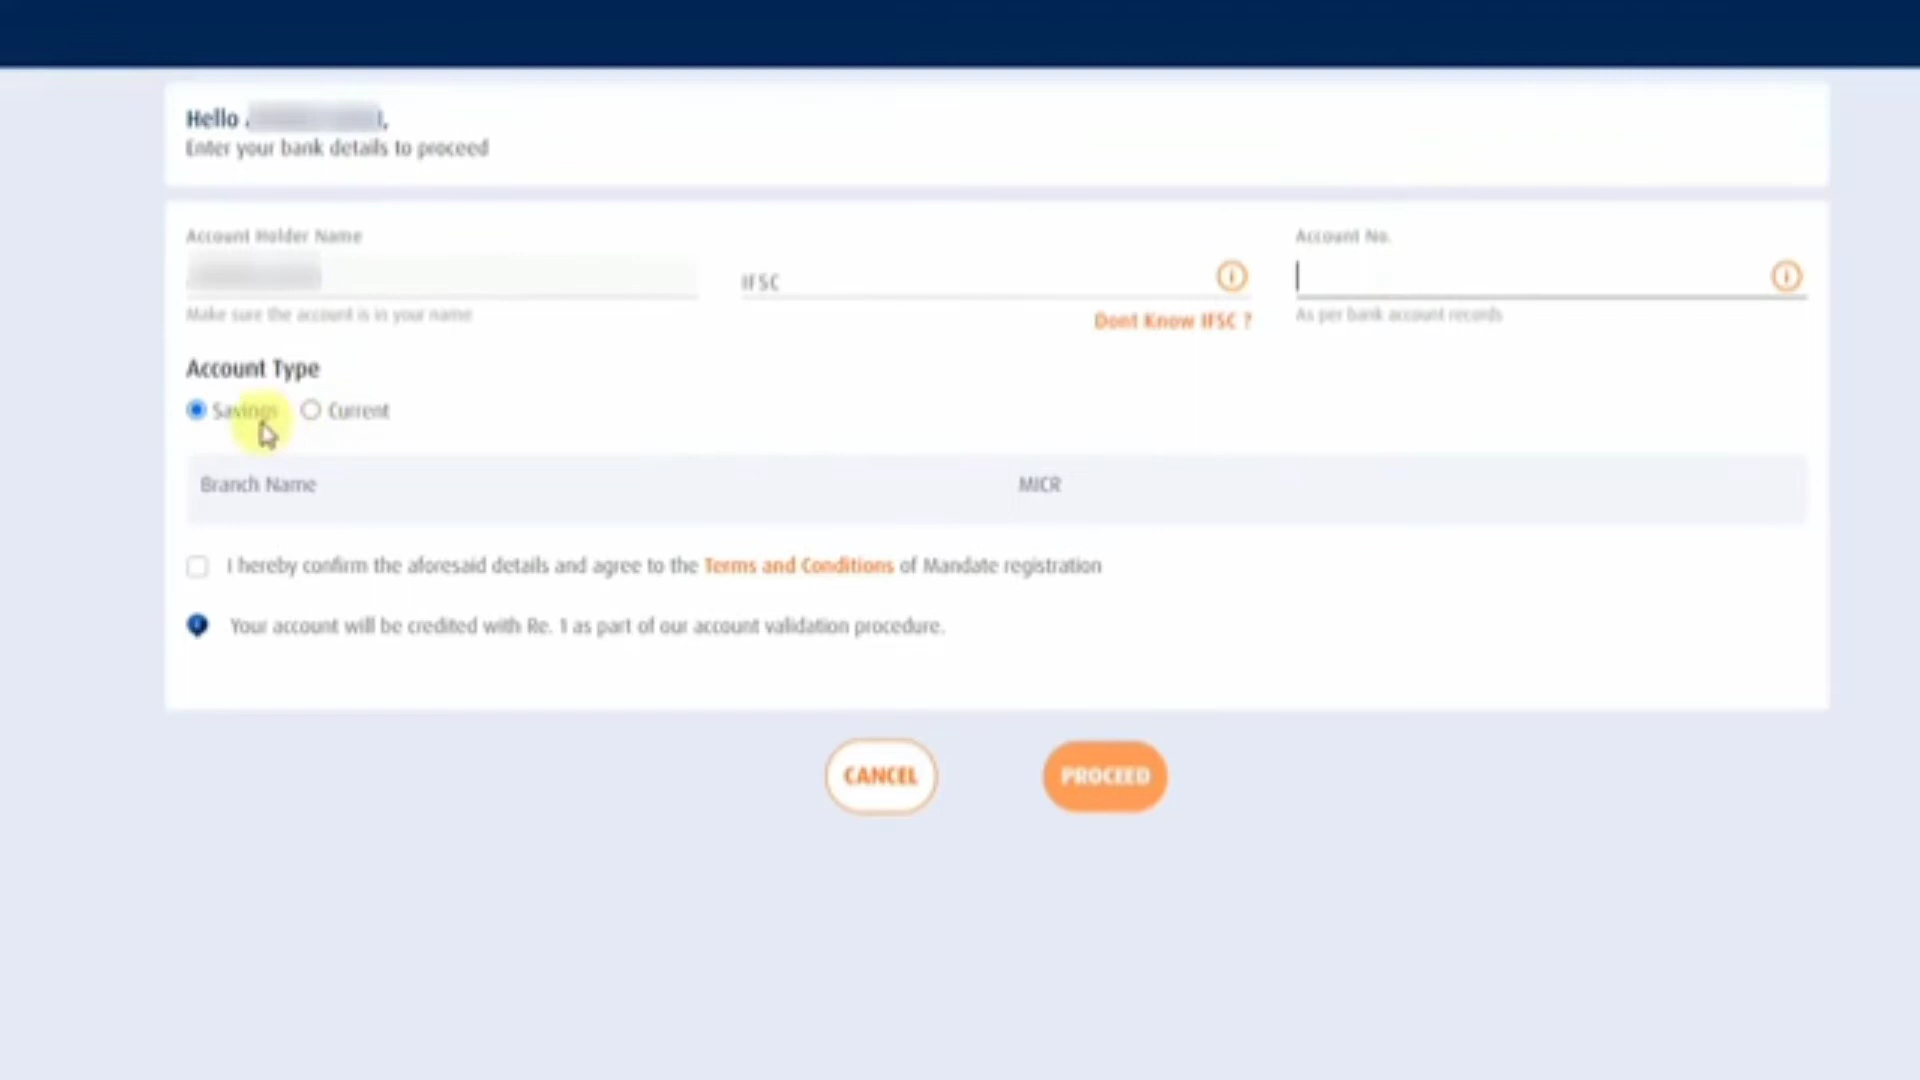 Hello
Enter your bank details to proceed
Account Holder Name
Make sure the account is in your name
IFSC
Dont Know IFSC ?
Account No.
As per bank account records
Account Type
Savings
Current
Branch Name
MICR
I hereby confirm the aforesaid details and agree to the Terms and Conditions of Mandate registration
Your account will be credited with Re. 1 as part of our account validation procedure.
CANCEL
PROCEED